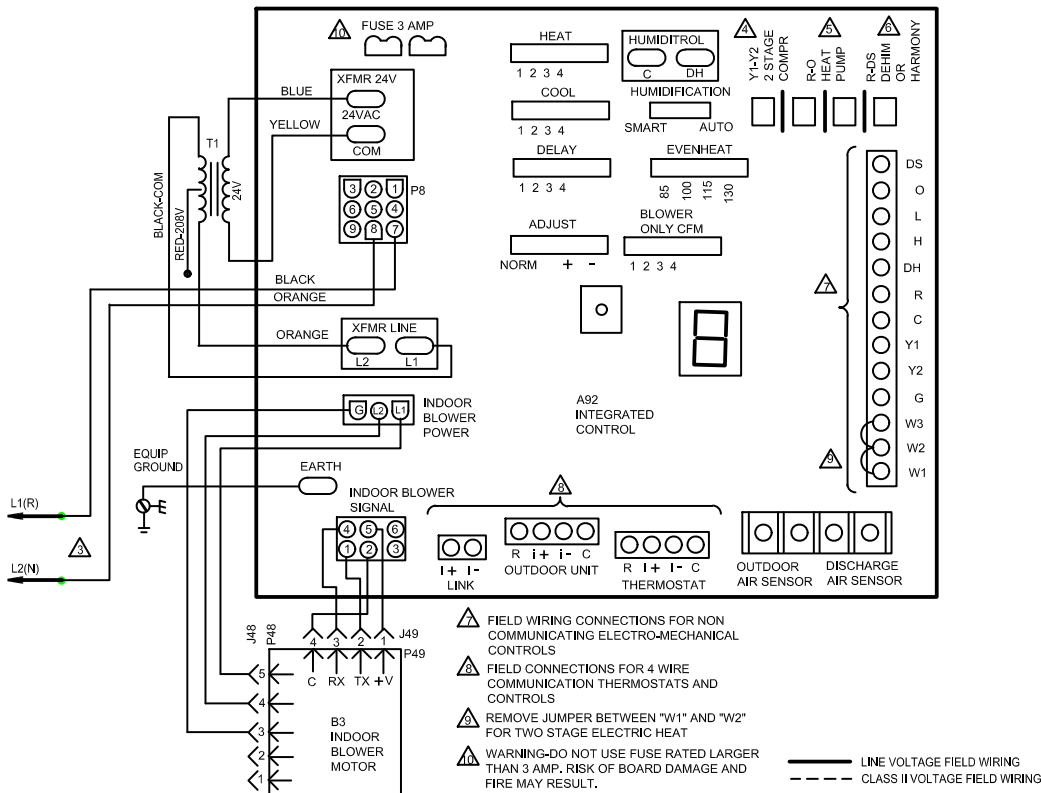 10 FUSE 3 AMP
HEAT
1 2 3 4
HUMIDITROL
C DH
4 Y1-Y2
2 STAGE
COMPR
5 R-O
HEAT
PUMP
6 R-DS
DEHIM
OR
HARMONY
XFMR 24V
24VAC
COM
BLUE
YELLOW
COOL
1 2 3 4
HUMIDIFICATION
SMART AUTO
DELAY
1 2 3 4
EVENHEAT
85 100 115 130
T1
24V
BLACK-COM
RED-208V
P8
3 2 1
6 5 4
9 8 7
ADJUST
NORM + -
BLOWER
ONLY CFM
1 2 3 4
BLACK
ORANGE
ORANGE
XFMR LINE
L2 L1
8
7
DS
O
L
H
DH
R
C
Y1
Y2
G
W3
W2
W1
9
G L2 L1
INDOOR
BLOWER
POWER
A92
INTEGRATED
CONTROL
EQUIP
GROUND
EARTH
L1(R)
3
L2(N)
INDOOR BLOWER
SIGNAL
4 5 6
1 2 3
8
I+ I-
LINK
R i+ i- C
OUTDOOR UNIT
R I+ I- C
THERMOSTAT
OUTDOOR
AIR SENSOR
DISCHARGE
AIR SENSOR
J48
P48
J49
P49
4 3 2 1
C RX TX +V
5
4
3
2
1
B3
INDOOR
BLOWER
MOTOR
7 FIELD WIRING CONNECTIONS FOR NON
COMMUNICATING ELECTRO-MECHANICAL
CONTROLS
8 FIELD CONNECTIONS FOR 4 WIRE
COMMUNICATION THERMOSTATS AND
CONTROLS
9 REMOVE JUMPER BETWEEN "W1" AND "W2"
FOR TWO STAGE ELECTRIC HEAT
10 WARNING-DO NOT USE FUSE RATED LARGER
THAN 3 AMP. RISK OF BOARD DAMAGE AND
FIRE MAY RESULT.
LINE VOLTAGE FIELD WIRING
CLASS II VOLTAGE FIELD WIRING